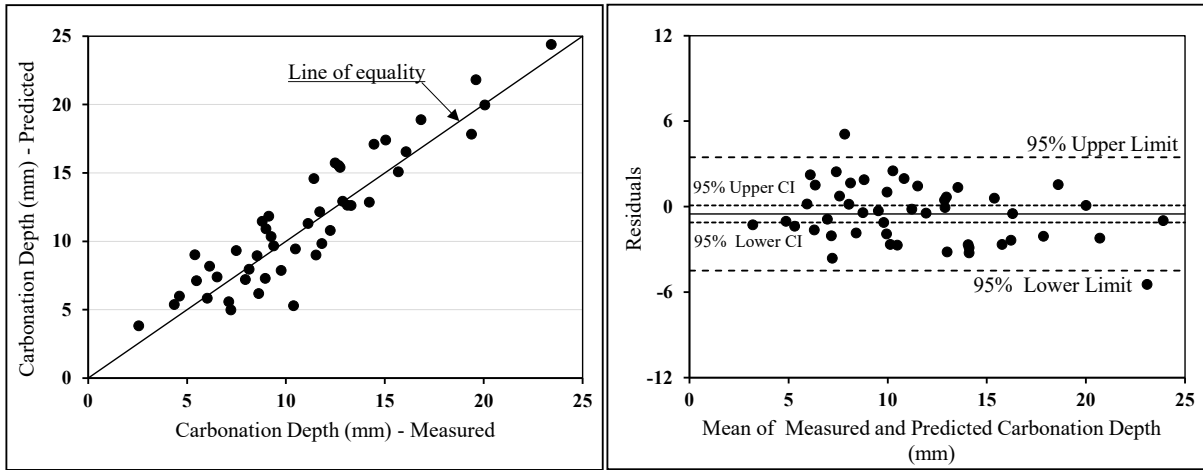 25
20
15
10
5
0
0
5
10
15
20
25
Carbonation Depth (mm) - Predicted
Carbonation Depth (mm) - Measured
Line of equality
12
6
0
-6
-12
0
5
10
15
20
25
Residuals
95% Upper Limit
95% Upper CI
95% Lower CI
95% Lower Limit
Mean of Measured and Predicted Carbonation Depth
(mm)